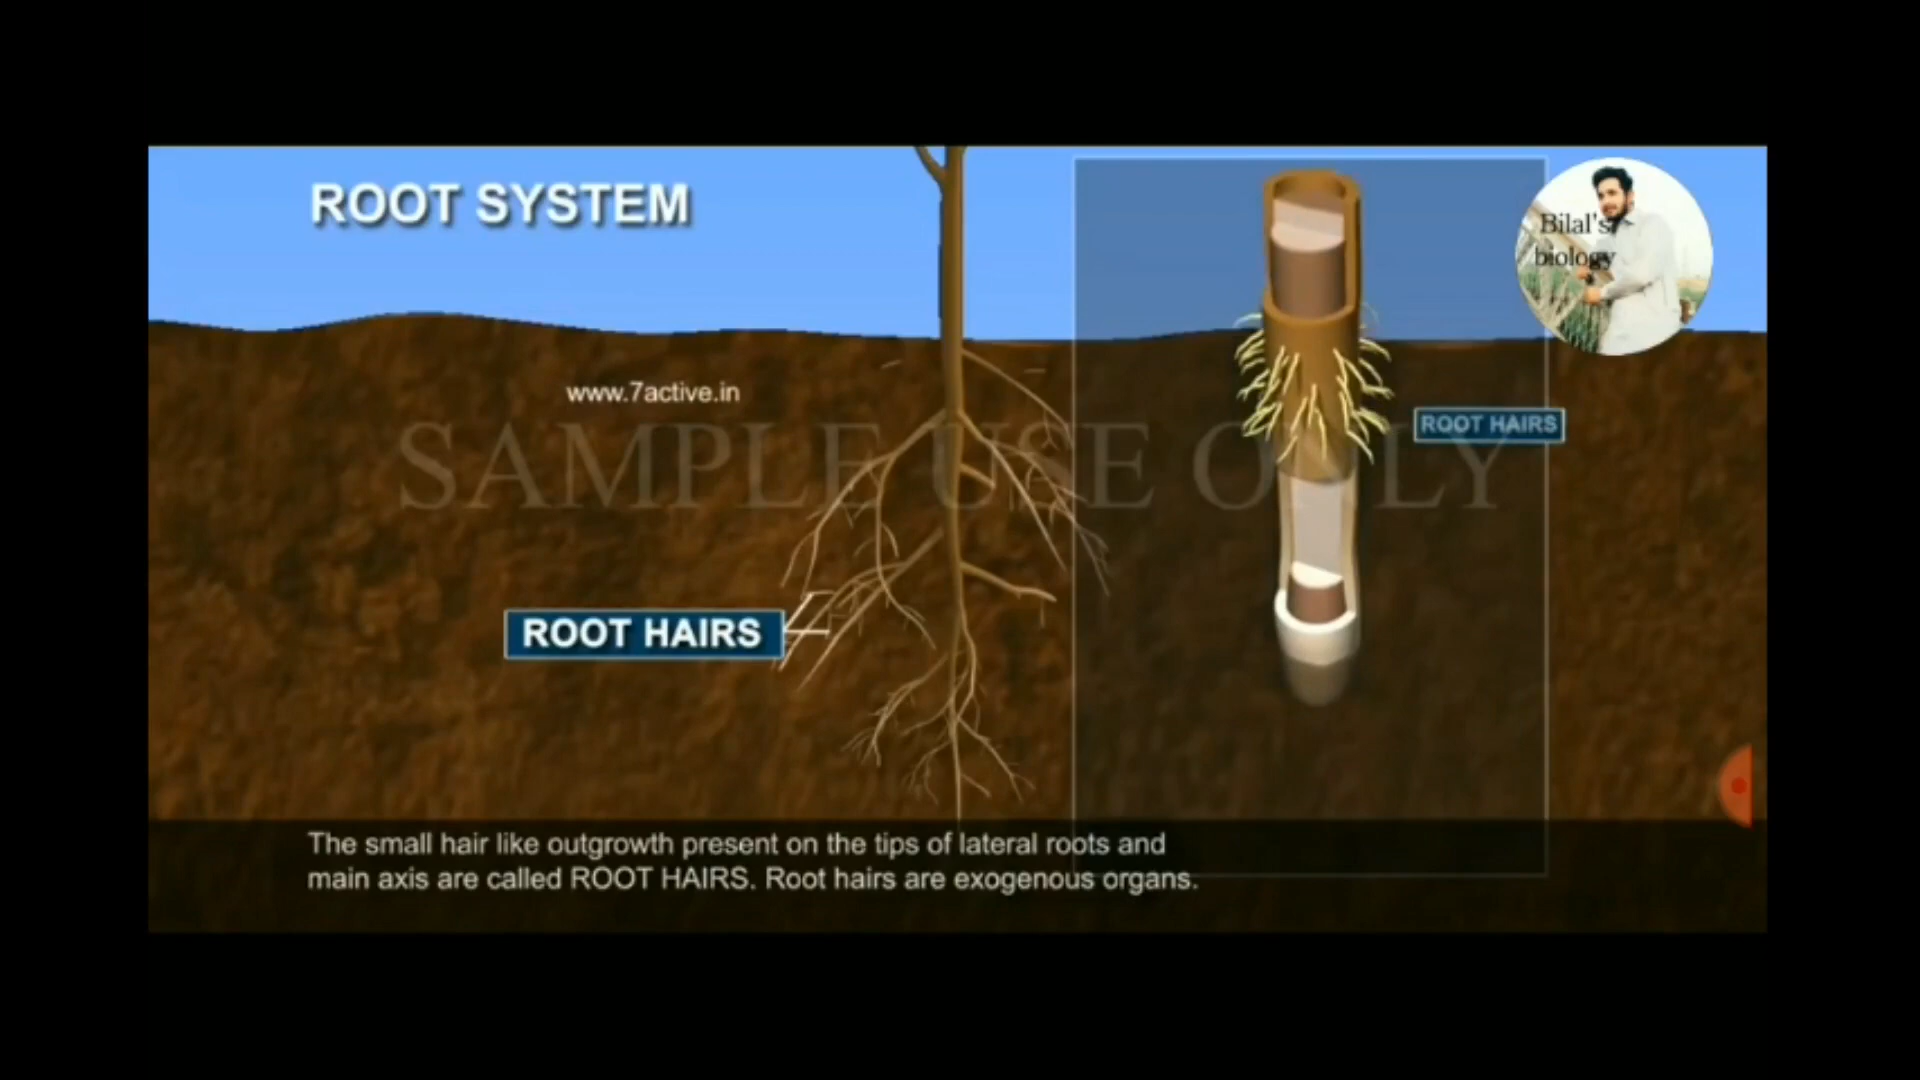 ROOT SYSTEM
Bilal's
biology
www.7active.in
SAMPLE USE ONLY
ROOT HAIRS
ROOT HAIRS
The small hair like outgrowth present on the tips of lateral roots and
main axis are called ROOT HAIRS. Root hairs are exogenous organs.